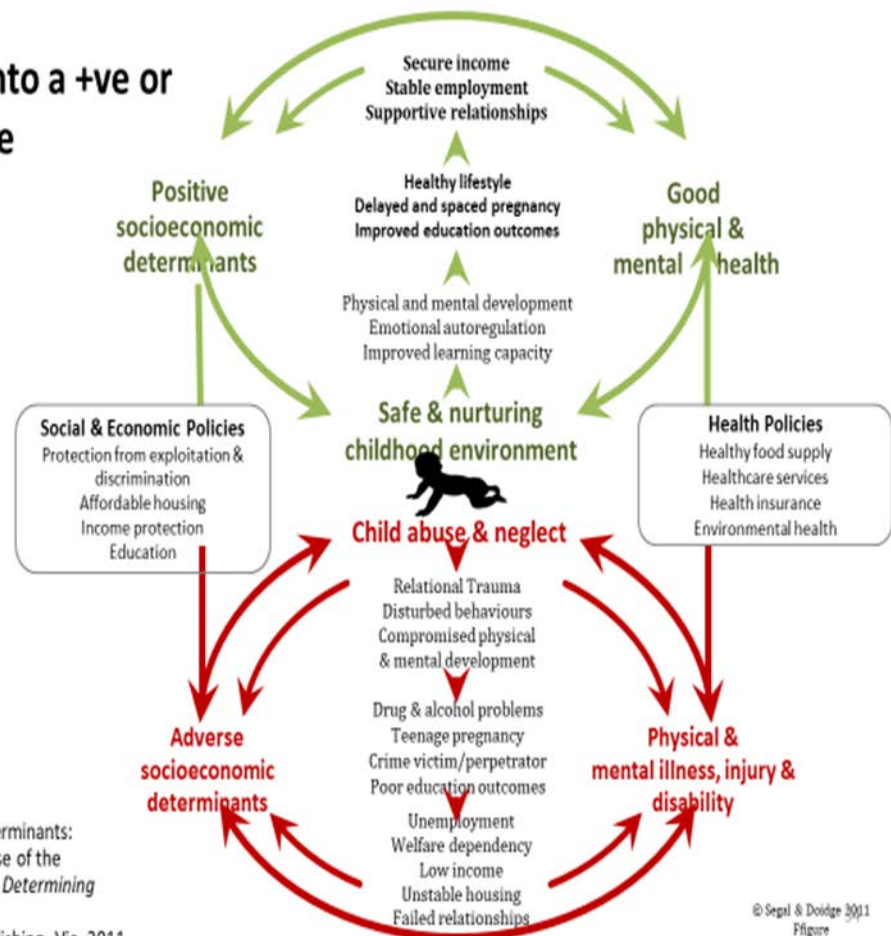 nto a +ve or
e
Secure income
Stable employment
Supportive relationships
Healthy lifestyle
Delayed and spaced pregnancy
Improved education outcomes
Positive
socioeconomic
determinants
Good
physical &
mental health
Physical and mental development
Emotional autoregulation
Improved learning capacity
Safe & nurturing
childhood environment
Social & Economic Policies
Protection from exploitation &
discrimination
Affordable housing
Income protection
Education
Health Policies
Healthy food supply
Healthcare services
Health insurance
Environmental health
Child abuse & neglect
Relational Trauma
Disturbed behaviours
Compromised physical
& mental development
Drug & alcohol problems
Teenage pregnancy
Crime victim/perpetrator
Poor education outcomes
Adverse
socioeconomic
determinants
Physical &
mental illness, injury &
disability
Unemployment
Welfare dependency
Low income
Unstable housing
Failed relationships
erminants:
se of the
Determining
Vic, 2011
© Segal & Doidge 2011
Ffigure